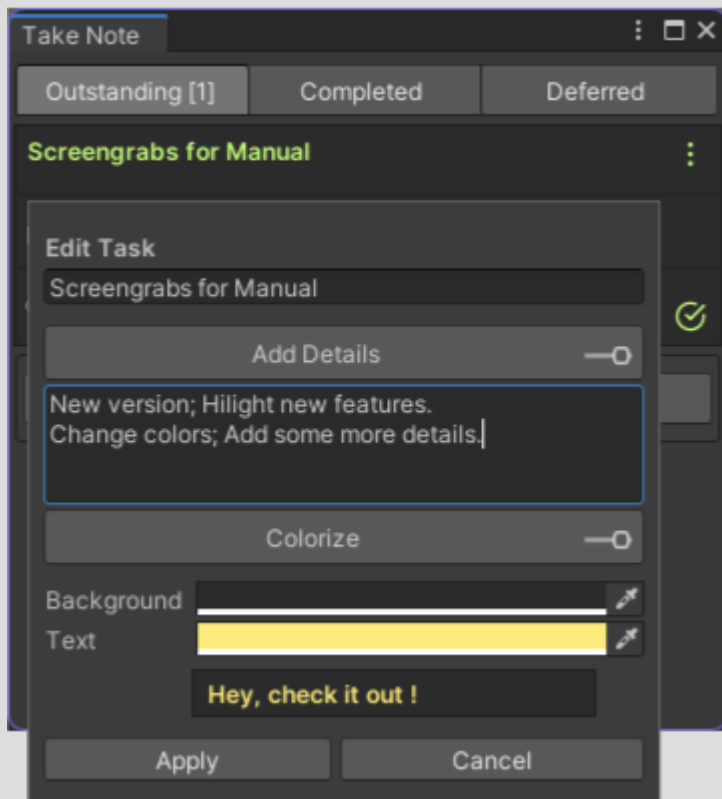 Take Note
Outstanding [1] Completed Deferred
Screengrabs for Manual
Edit Task
Screengrabs for Manual
Add Details
New version; Hilight new features.
Change colors; Add some more details.
Colorize
Background
Text
Hey, check it out !
Apply Cancel